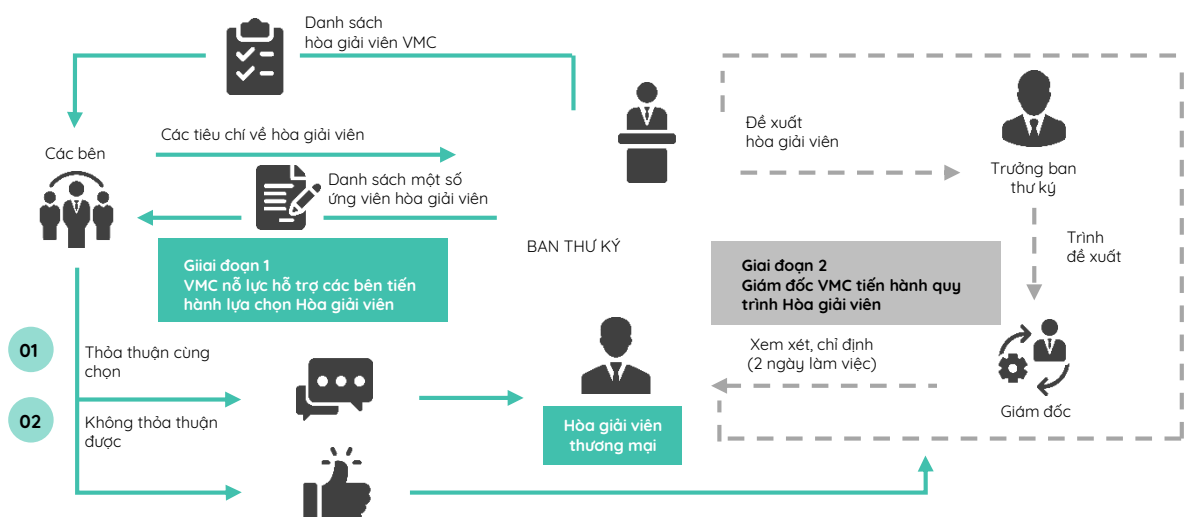 Danh sách
hòa giải viên VMC
Các tiêu chí về hòa giải viên
Các bên
Danh sách một số
ứng viên hòa giải viên
BAN THƯ KÝ
Đề xuất
hòa giải viên
Trưởng ban
thư ký
Trình
đề xuất
Giiai đoạn 1
VMC nỗ lực hỗ trợ các bên tiến
hành lựa chọn Hòa giải viên
Giai đoạn 2
Giám đốc VMC tiến hành quy
trình Hòa giải viên
01
Thỏa thuận cùng
chọn
02
Không thỏa thuận
được
Hòa giải viên
thương mại
Xem xét, chỉ định
(2 ngày làm việc)
Giám đốc